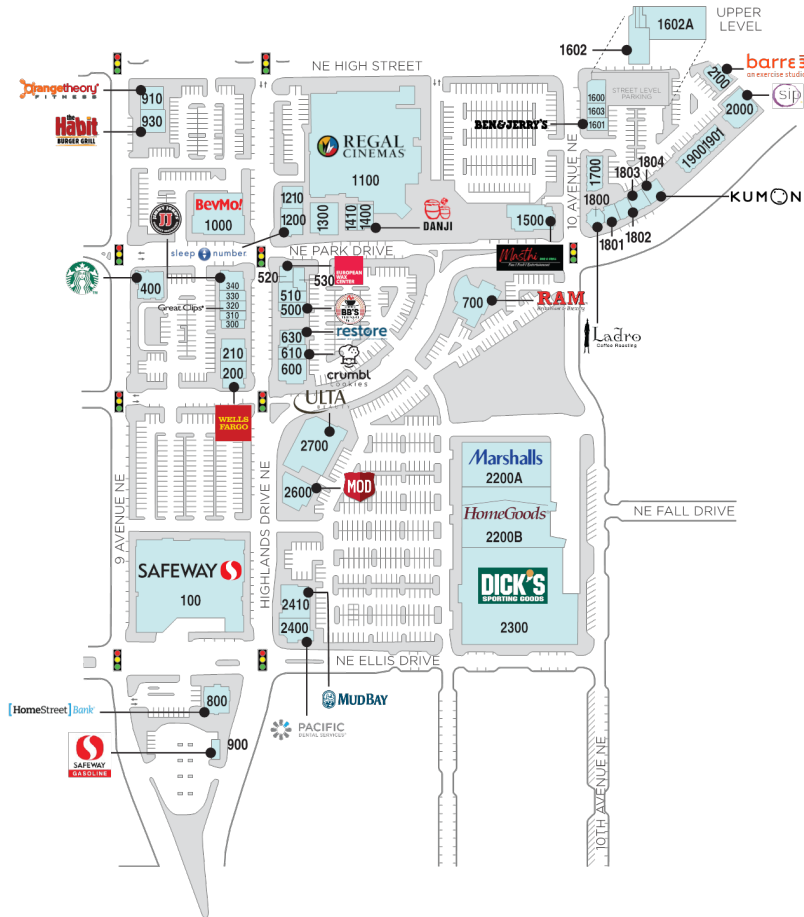 UPPER
LEVEL
1602A
1602
NE HIGH STREET
barre3
an exercise studio
2100
orangetheory
FITNESS
910
STREET LEVEL
PARKING
sip
1600
2000
the
Habit
BURGER GRILL
930
1603
BEN&JERRY'S
1601
REGAL
CINEMAS
1100
1900
1901
10 AVENUE NE
1700
1804
1803
KUMON
JJ
BevMo!
1000
1210
1200
1300
1410
1400
DANJI
1500
1800
1801
1802
sleep number
NE PARK DRIVE
Masthi
EUROPEAN
WAX
CENTER
400
340
330
320
310
300
Great Clips
520
530
510
500
BB'S
700
RAM
restore
630
Ladro
Coffee Roasting
210
200
610
600
crumbl
cookies
ULTA
BEAUTY
WELLS
FARGO
2700
Marshalls
2200A
2600
MOD
9 AVENUE NE
HIGHLANDS DRIVE NE
HomeGoods
2200B
NE FALL DRIVE
SAFEWAY
100
DICK'S
SPORTING GOODS
2300
2410
2400
NE ELLIS DRIVE
MUDBAY
[HomeStreet] Bank
800
PACIFIC
DENTAL SERVICES
900
SAFEWAY
GASOLINE
10TH AVENUE NE